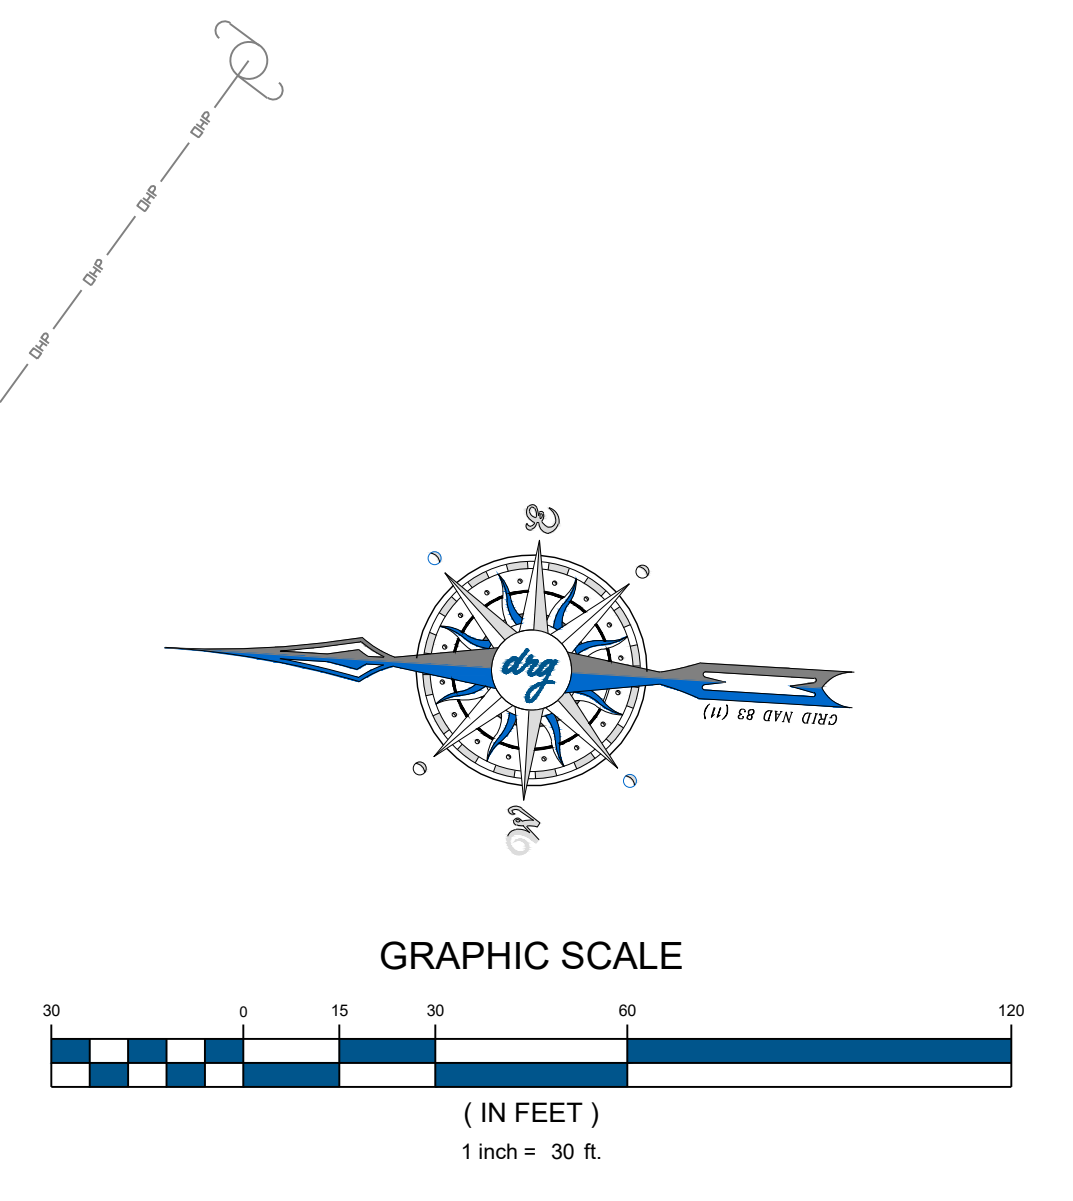 OHP
OHP
OHP
OHP
E
drg
GRID NAD 83 (11)
W
GRAPHIC SCALE
30 0 15 30 60 120
( IN FEET )
1 inch = 30 ft.